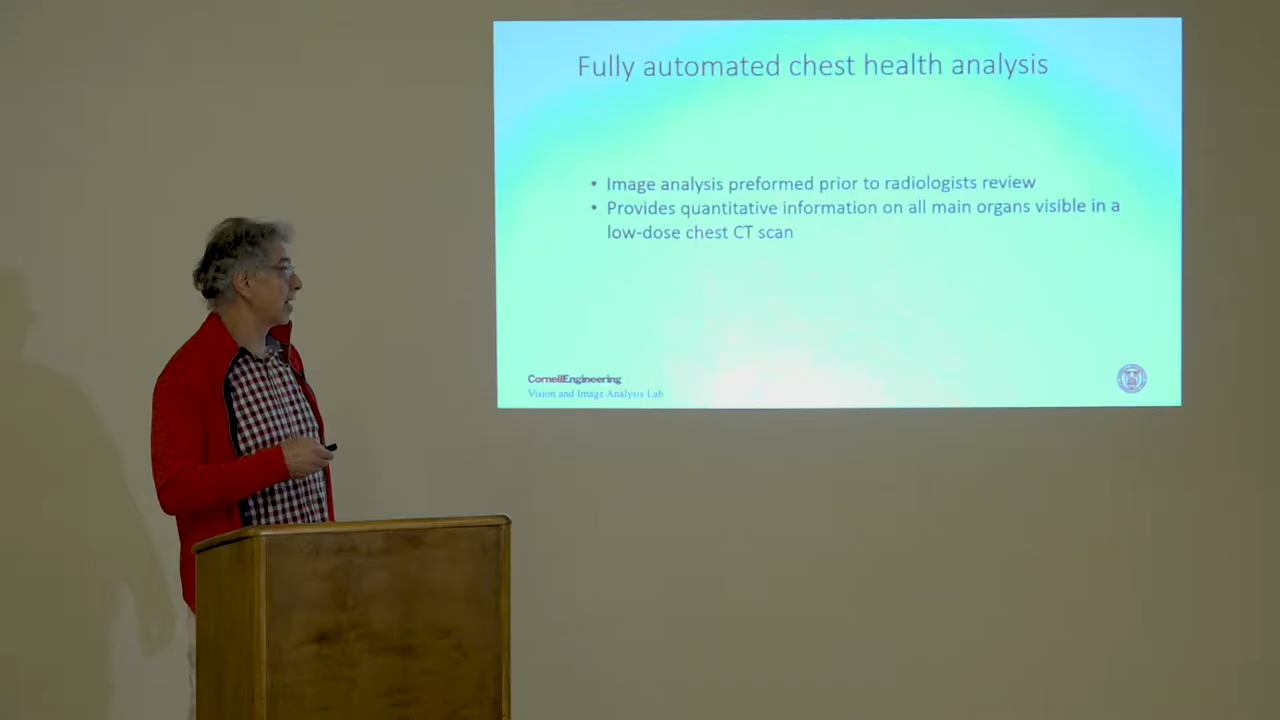 Fully automated chest health analysis
• Image analysis preformed prior to radiologists review
• Provides quantitative information on all main organs visible in a
low-dose chest CT scan
CornellEngineering
Vision and Image Analysis Lab